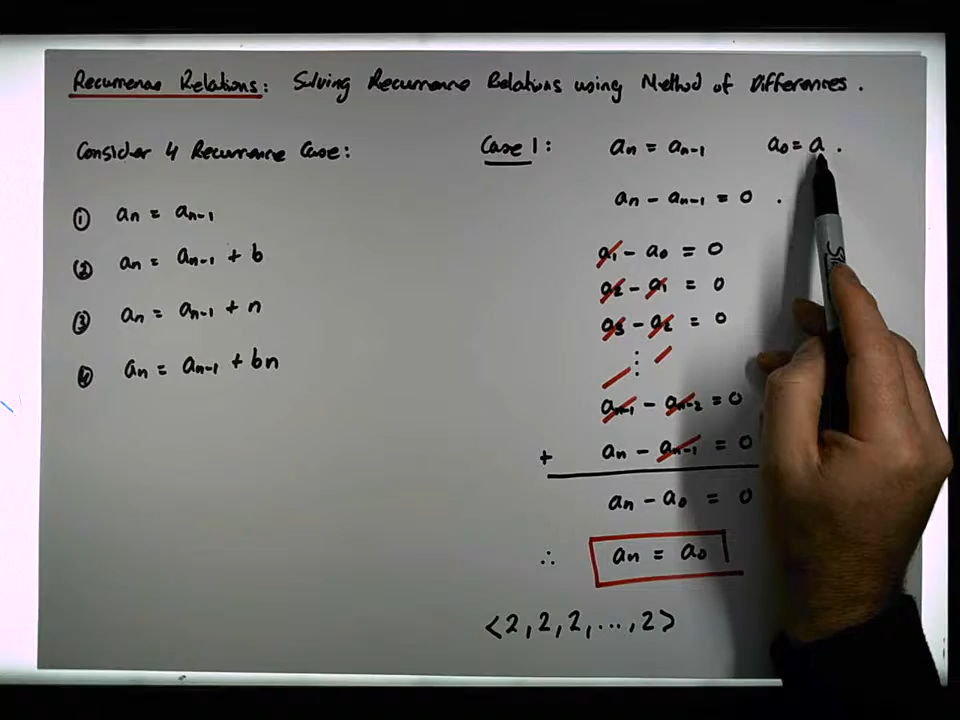 Recurrence Relations: Solving Recurrence Relations using Method of Differences.
Consider 4 Recurrence Case:
① an = an-1
② an = an-1 + b
③ an = an-1 + n
④ an = an-1 + bn
Case 1: an = an-1 a0 = a.
an - an-1 = 0.
a1 - a0 = 0
a2 - a1 = 0
a3 - a2 = 0
⋮
an-1 - an-2 = 0
+ an - an-1 = 0
an - a0 = 0
∴ an = a0
<2, 2, 2, ..., 2>